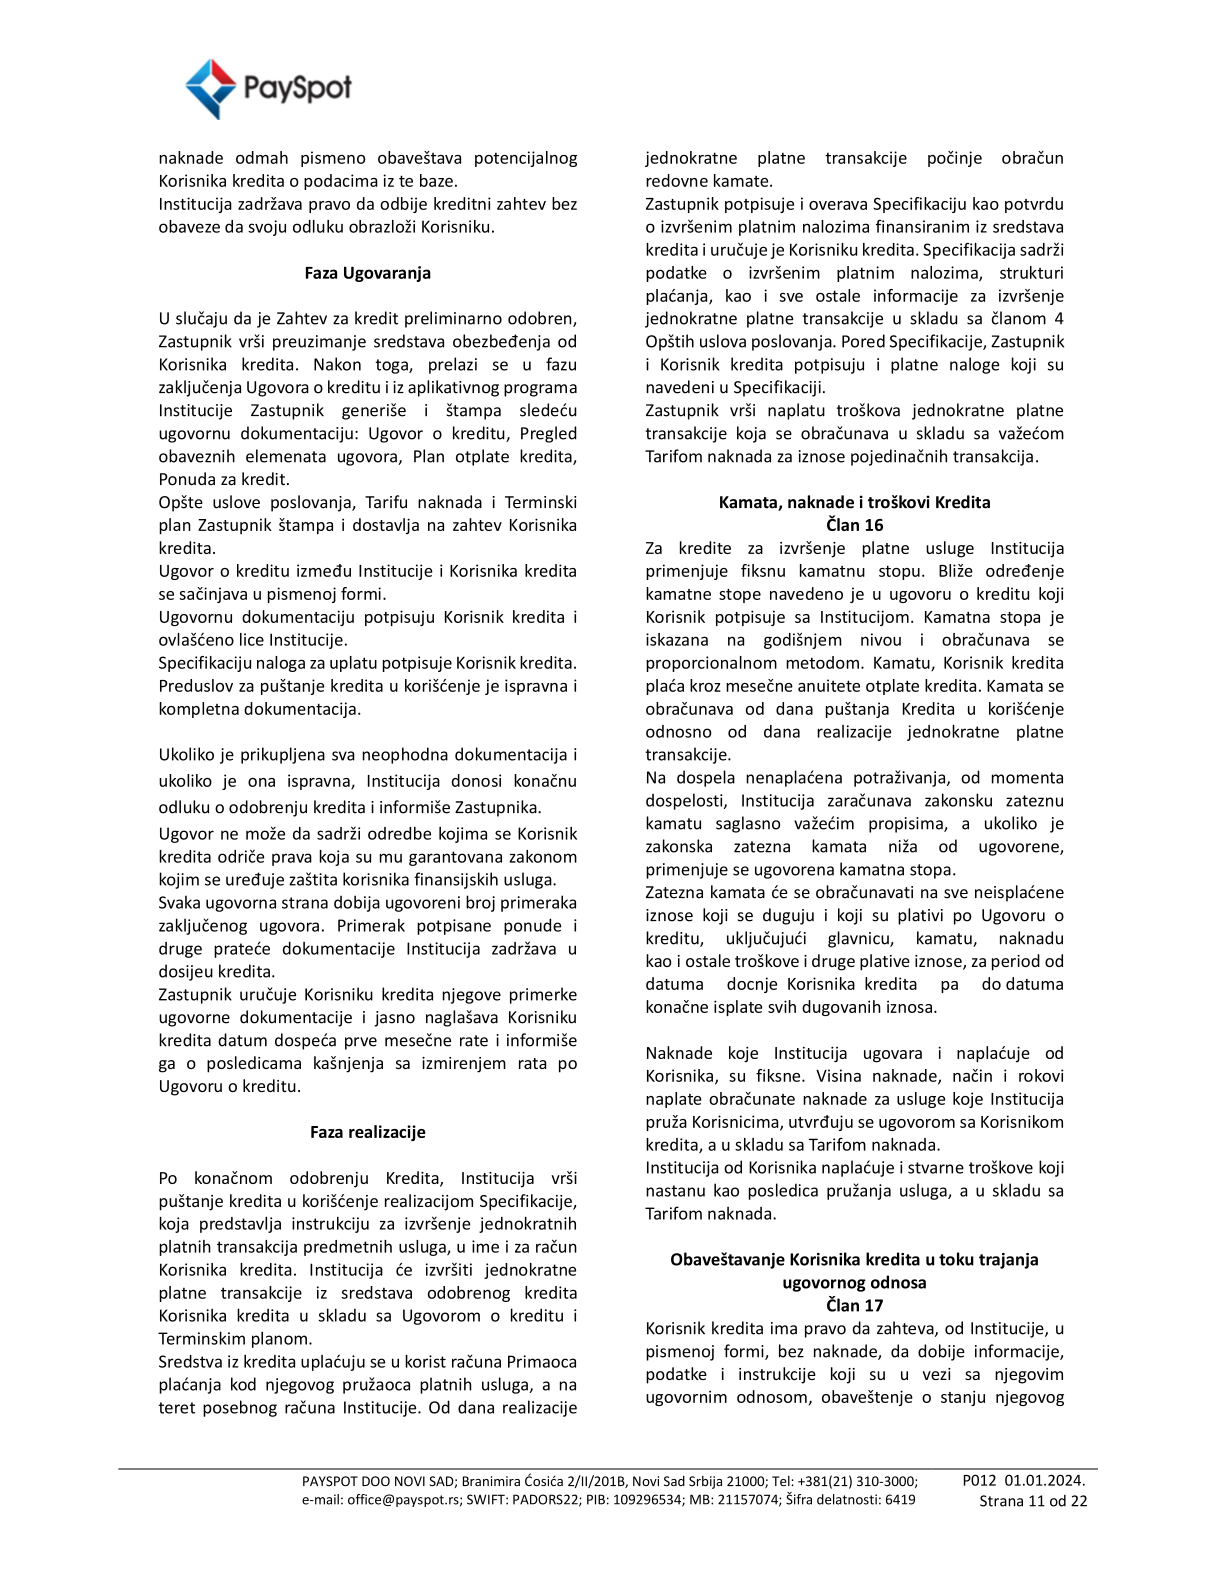 PaySpot
naknade odmah pismeno obaveštava potencijalnog
Korisnika kredita o podacima iz te baze.
Institucija zadržava pravo da odbije kreditni zahtev bez
obaveze da svoju odluku obrazloži Korisniku.
Faza Ugovaranja
U slučaju da je Zahtev za kredit preliminarno odobren,
Zastupnik vrši preuzimanje sredstava obezbeđenja od
Korisnika kredita. Nakon toga, prelazi se u fazu
zaključenja Ugovora o kreditu i iz aplikativnog programa
Institucije Zastupnik generiše i štampa sledeću
ugovornu dokumentaciju: Ugovor o kreditu, Pregled
obaveznih elemenata ugovora, Plan otplate kredita,
Ponuda za kredit.
Opšte uslove poslovanja, Tarifu naknada i Terminski
plan Zastupnik štampa i dostavlja na zahtev Korisnika
kredita.
Ugovor o kreditu između Institucije i Korisnika kredita
se sačinjava u pismenoj formi.
Ugovornu dokumentaciju potpisuju Korisnik kredita i
ovlašćeno lice Institucije.
Specifikaciju naloga za uplatu potpisuje Korisnik kredita.
Preduslov za puštanje kredita u korišćenje je ispravna i
kompletna dokumentacija.
Ukoliko je prikupljena sva neophodna dokumentacija i
ukoliko je ona ispravna, Institucija donosi konačnu
odluku o odobrenju kredita i informiše Zastupnika.
Ugovor ne može da sadrži odredbe kojima se Korisnik
kredita odriče prava koja su mu garantovana zakonom
kojim se uređuje zaštita korisnika finansijskih usluga.
Svaka ugovorna strana dobija ugovoreni broj primeraka
zaključenog ugovora. Primerak potpisane ponude i
druge prateće dokumentacije Institucija zadržava u
dosijeu kredita.
Zastupnik uručuje Korisniku kredita njegove primerke
ugovorne dokumentacije i jasno naglašava Korisniku
kredita datum dospeća prve mesečne rate i informiše
ga o posledicama kašnjenja sa izmirenjem rata po
Ugovoru o kreditu.
Faza realizacije
Po konačnom odobrenju Kredita, Institucija vrši
puštanje kredita u korišćenje realizacijom Specifikacije,
koja predstavlja instrukciju za izvršenje jednokratnih
platnih transakcija predmetnih usluga, u ime i za račun
Korisnika kredita. Institucija će izvršiti jednokratne
platne transakcije iz sredstava odobrenog kredita
Korisnika kredita u skladu sa Ugovorom o kreditu i
Terminskim planom.
Sredstva iz kredita uplaćuju se u korist računa Primaoca
plaćanja kod njegovog pružaoca platnih usluga, a na
teret posebnog računa Institucije. Od dana realizacije
jednokratne platne transakcije počinje obračun
redovne kamate.
Zastupnik potpisuje i overava Specifikaciju kao potvrdu
o izvršenim platnim nalozima finansiranim iz sredstava
kredita i uručuje je Korisniku kredita. Specifikacija sadrži
podatke o izvršenim platnim nalozima, strukturi
plaćanja, kao i sve ostale informacije za izvršenje
jednokratne platne transakcije u skladu sa članom 4
Opštih uslova poslovanja. Pored Specifikacije, Zastupnik
i Korisnik kredita potpisuju i platne naloge koji su
navedeni u Specifikaciji.
Zastupnik vrši naplatu troškova jednokratne platne
transakcije koja se obračunava u skladu sa važećom
Tarifom naknada za iznose pojedinačnih transakcija.
Kamata, naknade i troškovi Kredita
Član 16
Za kredite za izvršenje platne usluge Institucija
primenjuje fiksnu kamatnu stopu. Bliže određenje
kamatne stope navedeno je u ugovoru o kreditu koji
Korisnik potpisuje sa Institucijom. Kamatna stopa je
iskazana na godišnjem nivou i obračunava se
proporcionalnom metodom. Kamatu, Korisnik kredita
plaća kroz mesečne anuitete otplate kredita. Kamata se
obračunava od dana puštanja Kredita u korišćenje
odnosno od dana realizacije jednokratne platne
transakcije.
Na dospela nenaplaćena potraživanja, od momenta
dospelosti, Institucija zaračunava zakonsku zateznu
kamatu saglasno važećim propisima, a ukoliko je
zakonska zatezna kamata niža od ugovorene,
primenjuje se ugovorena kamatna stopa.
Zatezna kamata će se obračunavati na sve neisplaćene
iznose koji se duguju i koji su plativi po Ugovoru o
kreditu, uključujući glavnicu, kamatu, naknadu
kao i ostale troškove i druge plative iznose, za period od
datuma docnje Korisnika kredita pa do datuma
konačne isplate svih dugovanih iznosa.
Naknade koje Institucija ugovara i naplaćuje od
Korisnika, su fiksne. Visina naknade, način i rokovi
naplate obračunate naknade za usluge koje Institucija
pruža Korisnicima, utvrđuju se ugovorom sa Korisnikom
kredita, a u skladu sa Tarifom naknada.
Institucija od Korisnika naplaćuje i stvarne troškove koji
nastanu kao posledica pružanja usluga, a u skladu sa
Tarifom naknada.
Obaveštavanje Korisnika kredita u toku trajanja
ugovornog odnosa
Član 17
Korisnik kredita ima pravo da zahteva, od Institucije, u
pismenoj formi, bez naknade, da dobije informacije,
podatke i instrukcije koji su u vezi sa njegovim
ugovornim odnosom, obaveštenje o stanju njegovog
PAYSPOT DOO NOVI SAD; Branimira Ćosića 2/II/201B, Novi Sad Srbija 21000; Tel: +381(21) 310-3000;
e-mail: office@payspot.rs; SWIFT: PADORS22; PIB: 109296534; MB: 21157074; Šifra delatnosti: 6419
P012 01.01.2024.
Strana 11 od 22